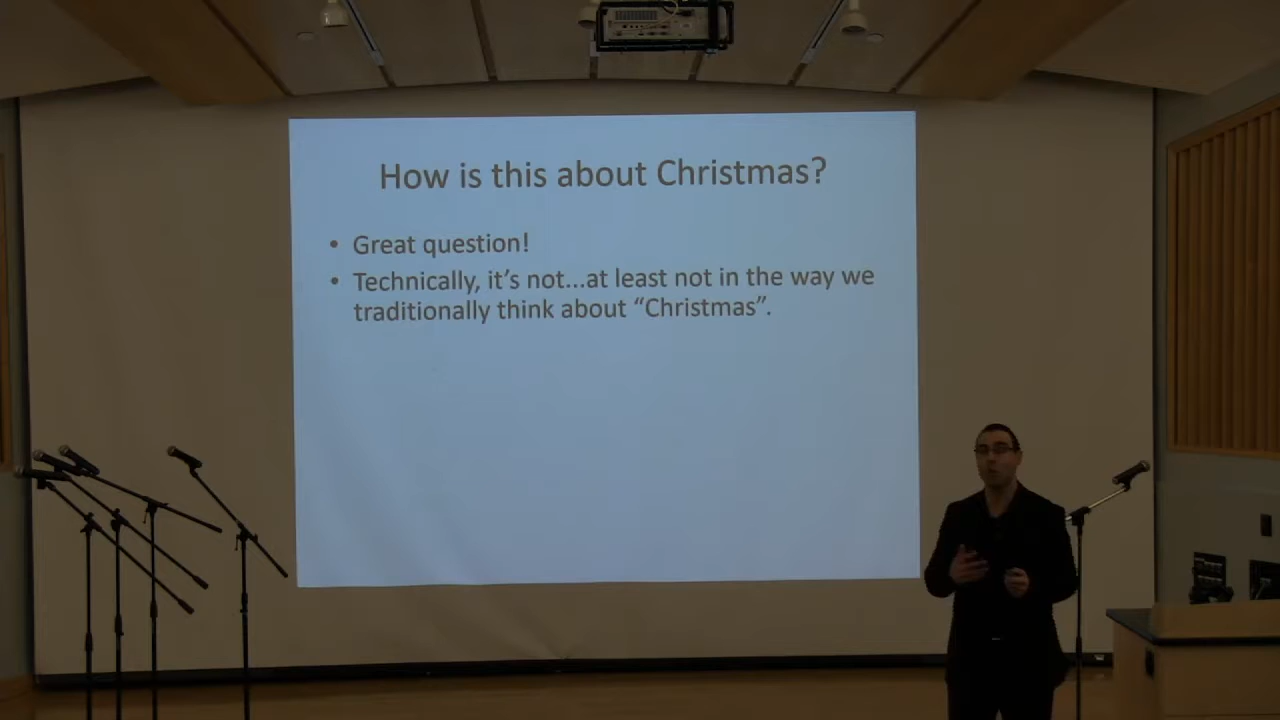 How is this about Christmas?
• Great question!
• Technically, it’s not...at least not in the way we
traditionally think about “Christmas”.